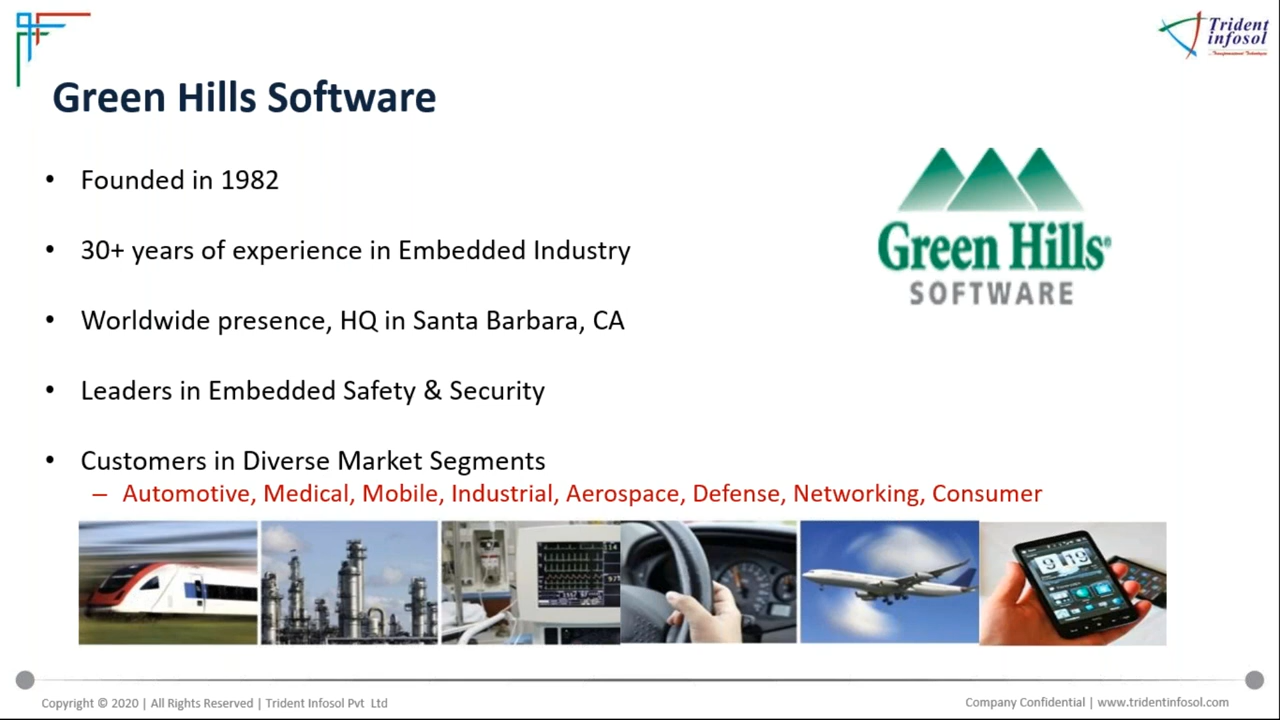 Trident
infosol
Green Hills Software
• Founded in 1982
• 30+ years of experience in Embedded Industry
• Worldwide presence, HQ in Santa Barbara, CA
• Leaders in Embedded Safety & Security
• Customers in Diverse Market Segments
– Automotive, Medical, Mobile, Industrial, Aerospace, Defense, Networking, Consumer
Green Hills®
SOFTWARE
9 19
Copyright © 2020 | All Rights Reserved | Trident Infosol Pvt Ltd
Company Confidential | www.tridentinfosol.com